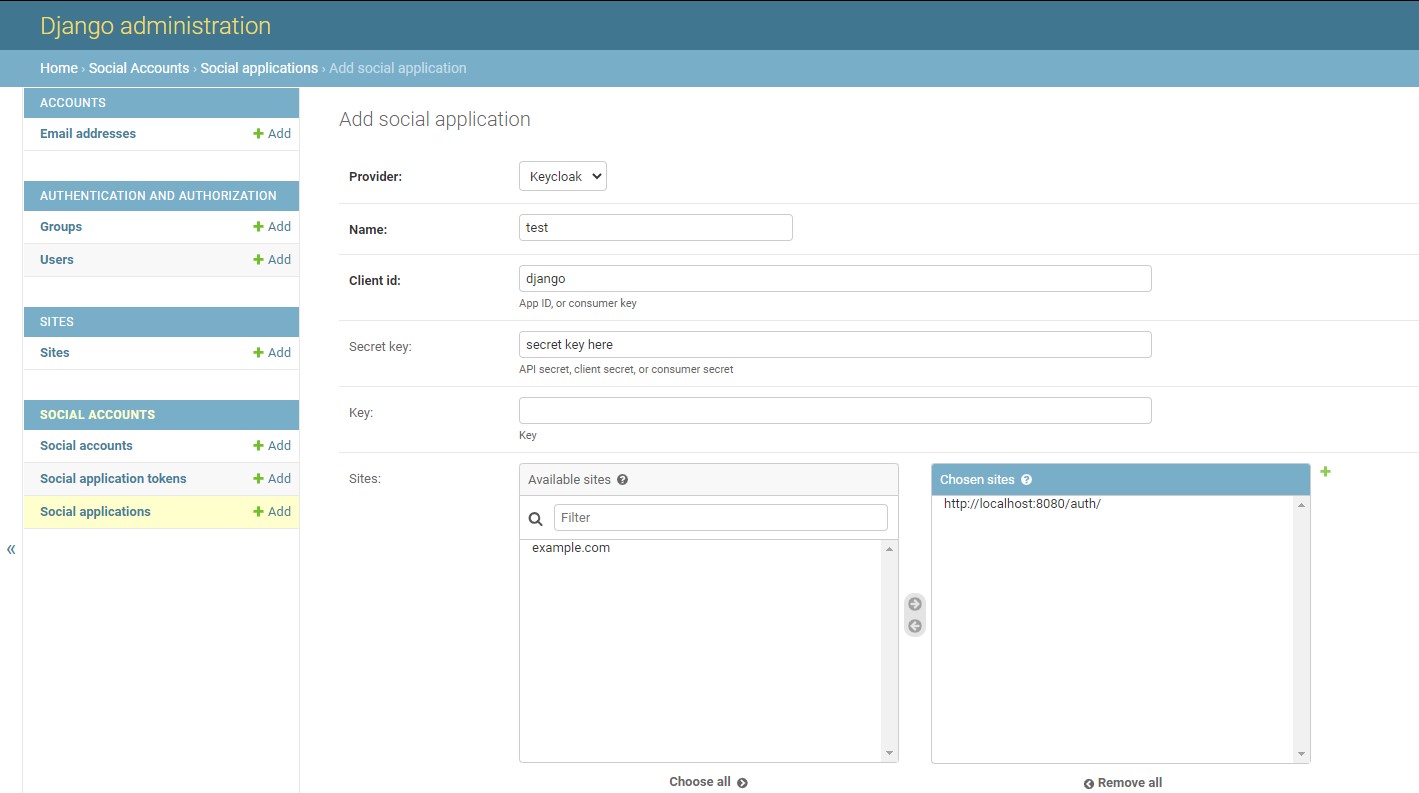 Django administration
Home › Social Accounts › Social applications › Add social application
ACCOUNTS
Email addresses + Add
AUTHENTICATION AND AUTHORIZATION
Groups + Add
Users + Add
SITES
Sites + Add
SOCIAL ACCOUNTS
Social accounts + Add
Social application tokens + Add
Social applications + Add
«
Add social application
Provider: Keycloak
Name: test
Client id: django
App ID, or consumer key
Secret key: secret key here
API secret, client secret, or consumer secret
Key:
Key
Sites:
Available sites ?
Filter
example.com
Choose all
Chosen sites ?
http://localhost:8080/auth/
Remove all